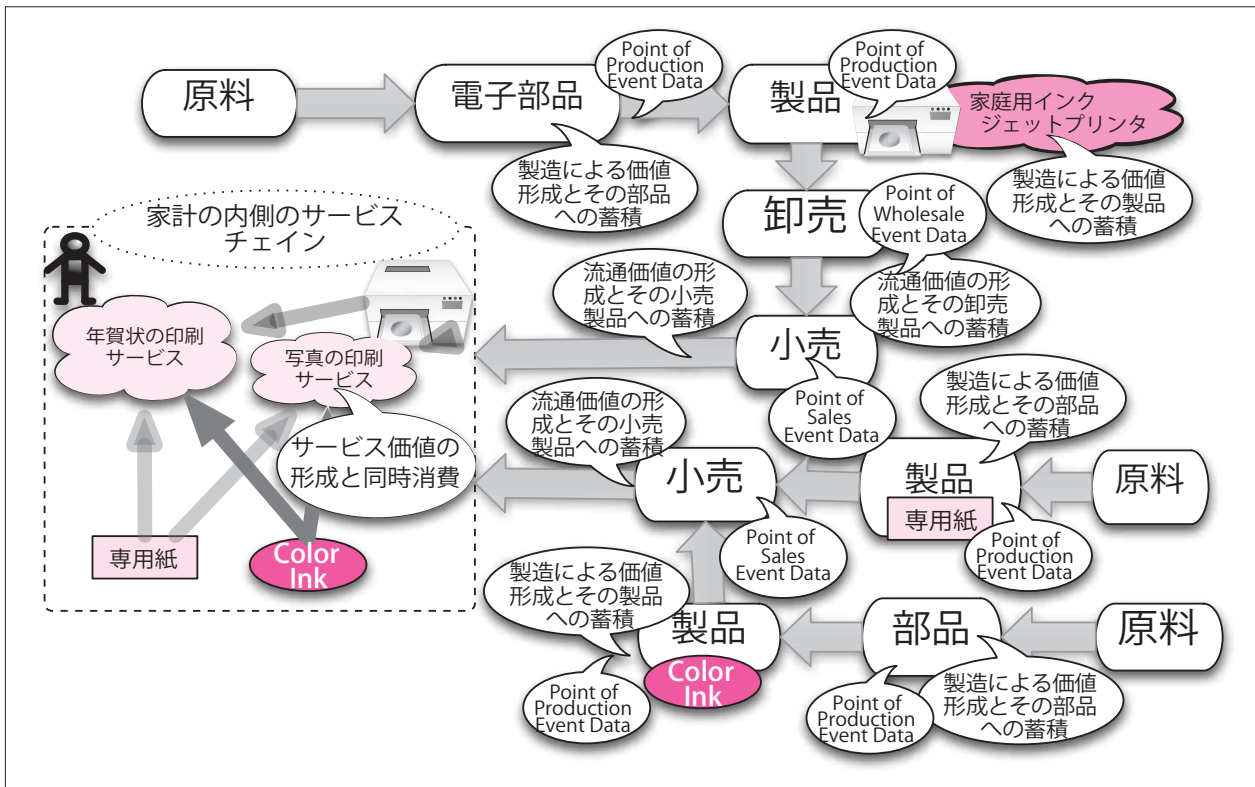 原料
電子部品
Point of
Production
Event Data
製品
Point of
Production
Event Data
家庭用インク
ジェットプリンタ
製造による価値
形成とその部品
への蓄積
製造による価値
形成とその製品
への蓄積
卸売
Point of
Wholesale
Event Data
家計の内側のサービス
チェイン
流通価値の形
成とその小売
製品への蓄積
流通価値の形
成とその卸売
製品への蓄積
年賀状の印刷
サービス
写真の印刷
サービス
小売
Point of
Sales
Event Data
製造による価値
形成とその部品
への蓄積
流通価値の形
成とその小売
製品への蓄積
サービス価値の
形成と同時消費
小売
製品
専用紙
原料
Point of
Sales
Event Data
Point of
Production
Event Data
専用紙
Color
Ink
製造による価値
形成とその製品
への蓄積
製品
Color
Ink
部品
原料
Point of
Production
Event Data
Point of
Production
Event Data
製造による価値
形成とその部品
への蓄積